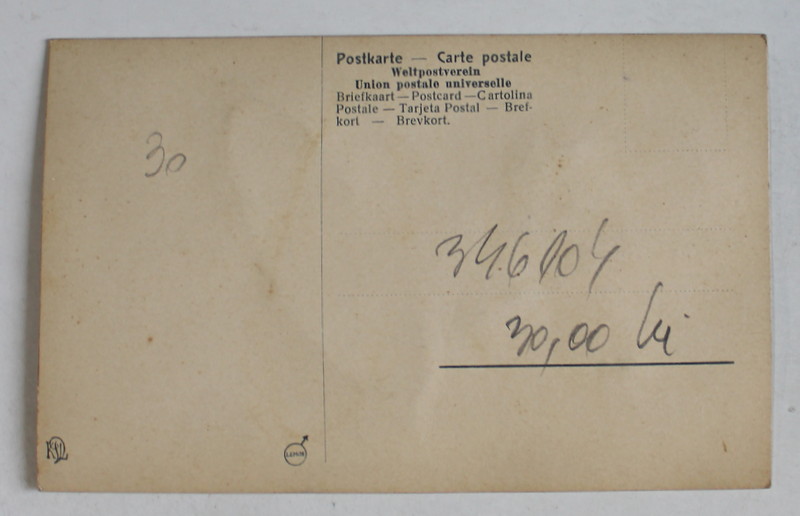 Postkarte — Carte postale
Weltpostverein
Union postale universelle
Briefkaart — Postcard — Cartolina
Postale — Tarjeta Postal — Bref-
kort — Brevkort.
30
346104
30,00 lei